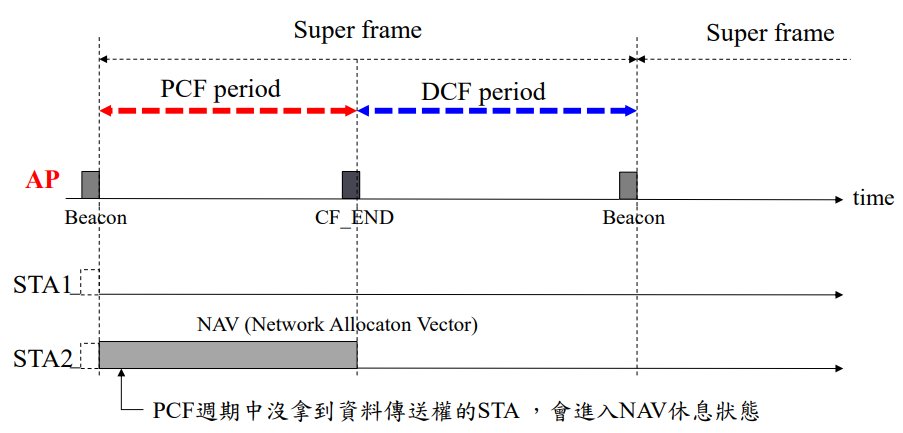 Super frame
Super frame
PCF period
DCF period
AP
time
Beacon
CF_END
Beacon
STA1
NAV (Network Allocaton Vector)
STA2
PCF週期中沒拿到資料傳送權的STA，會進入NAV休息狀態